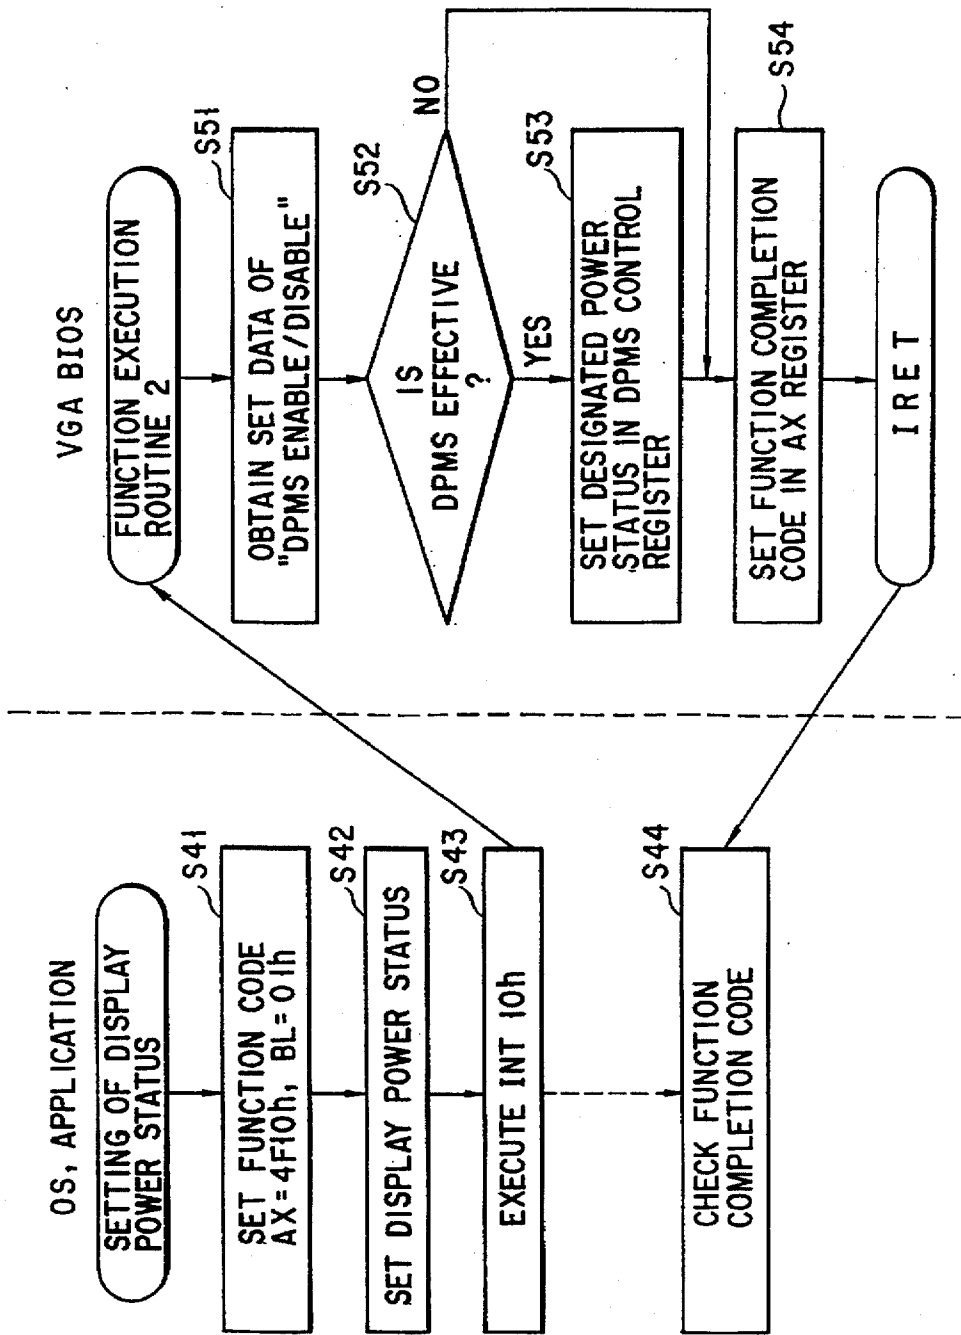 OS, APPLICATION
SETTING OF DISPLAY
POWER STATUS
S41
SET FUNCTION CODE
AX=4F10h, BL=01h
S42
SET DISPLAY POWER STATUS
S43
EXECUTE INT 10h
S44
CHECK FUNCTION
COMPLETION CODE
VGA BIOS
FUNCTION EXECUTION
ROUTINE 2
S51
OBTAIN SET DATA OF
"DPMS ENABLE/DISABLE"
S52
IS
DPMS EFFECTIVE
?
NO
YES
S53
SET DESIGNATED POWER
STATUS IN DPMS CONTROL
REGISTER
S54
SET FUNCTION COMPLETION
CODE IN AX REGISTER
IRET